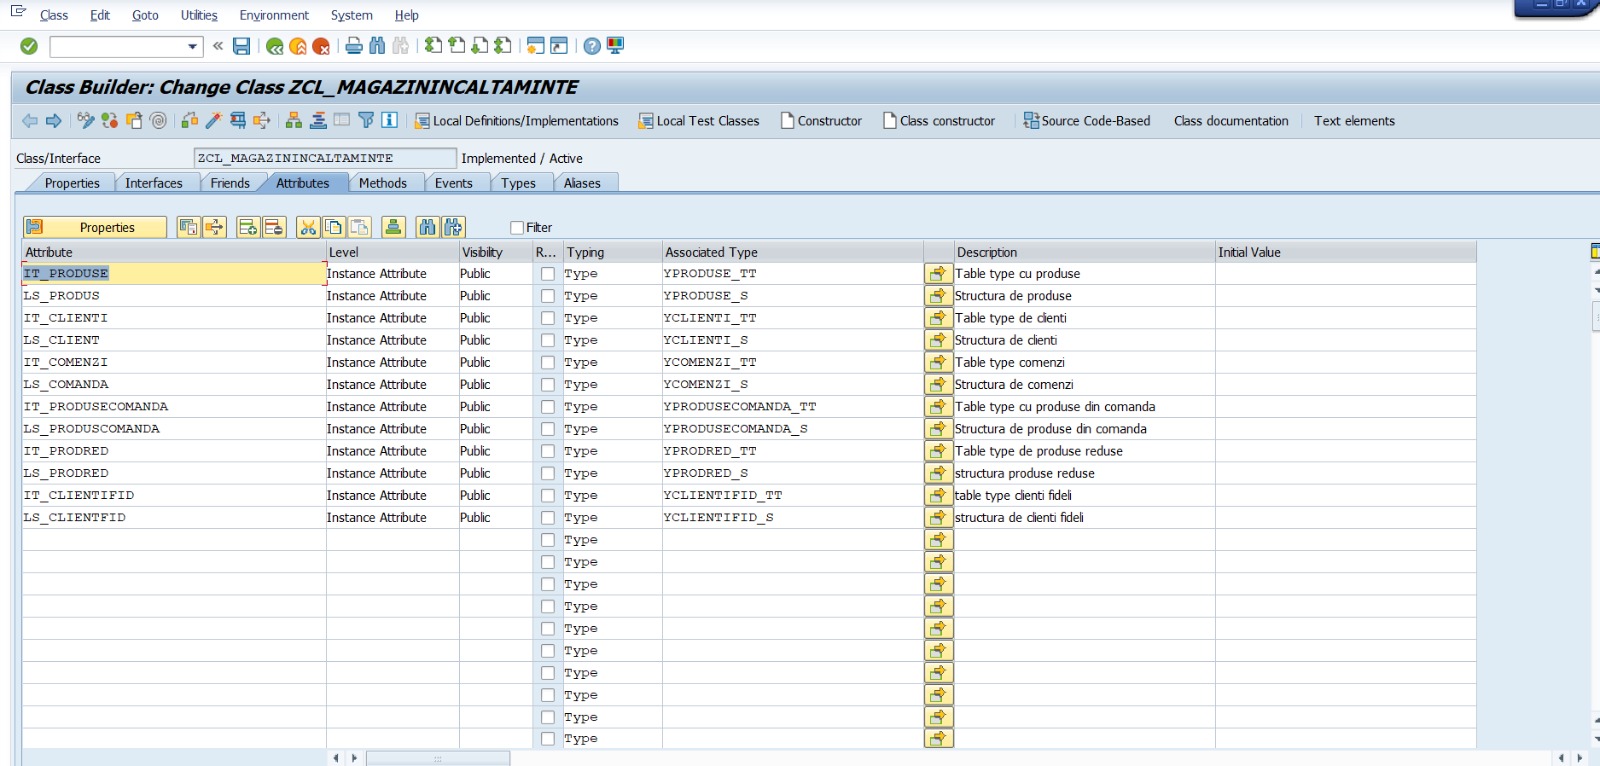 Class Edit Goto Utilities Environment System Help
Class Builder: Change Class ZCL_MAGAZININCALTAMINTE
Local Definitions/Implementations Local Test Classes Constructor Class constructor Source Code-Based Class documentation Text elements
Class/Interface ZCL_MAGAZININCALTAMINTE Implemented / Active
Properties Interfaces Friends Attributes Methods Events Types Aliases
Properties Filter
Attribute Level Visibility R... Typing Associated Type Description Initial Value
IT_PRODUSE Instance Attribute Public Type YPRODUSE_TT Table type cu produse
LS_PRODUS Instance Attribute Public Type YPRODUSE_S Structura de produse
IT_CLIENTI Instance Attribute Public Type YCLIENTI_TT Table type de clienti
LS_CLIENT Instance Attribute Public Type YCLIENTI_S Structura de clienti
IT_COMENZI Instance Attribute Public Type YCOMENZI_TT Table type comenzi
LS_COMANDA Instance Attribute Public Type YCOMENZI_S Structura de comenzi
IT_PRODUSECOMANDA Instance Attribute Public Type YPRODUSECOMANDA_TT Table type cu produse din comanda
LS_PRODUSCOMANDA Instance Attribute Public Type YPRODUSECOMANDA_S Structura de produse din comanda
IT_PRODRED Instance Attribute Public Type YPRODRED_TT Table type de produse reduse
LS_PRODRED Instance Attribute Public Type YPRODRED_S structura produse reduse
IT_CLIENTIFID Instance Attribute Public Type YCLIENTIFID_TT table type clienti fideli
LS_CLIENTFID Instance Attribute Public Type YCLIENTIFID_S structura de clienti fideli
Type
Type
Type
Type
Type
Type
Type
Type
Type
Type